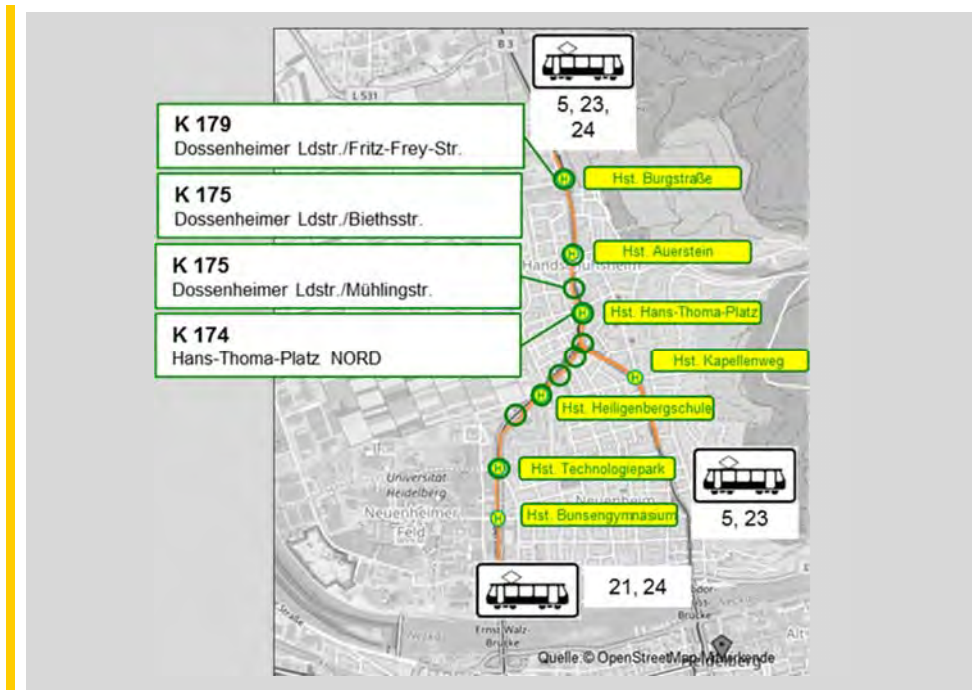 B 3
L 531
5, 23,
24
K 179
Dossenheimer Ldstr./Fritz-Frey-Str.
Hst. Burgstraße
K 175
Dossenheimer Ldstr./Biethsstr.
Hst. Auerstein
K 175
Dossenheimer Ldstr./Mühlingstr.
Hst. Hans-Thoma-Platz
K 174
Hans-Thoma-Platz NORD
Hst. Kapellenweg
Hst. Heiligenbergschule
Hst. Technologiepark
Universität
Heidelberg
Neuenheim
Neuenheimer
Feld
Hst. Bunsengymnasium
5, 23
21, 24
Ernst-Walz-
Brücke
Quelle:© OpenStreetMap-Mitwirkende